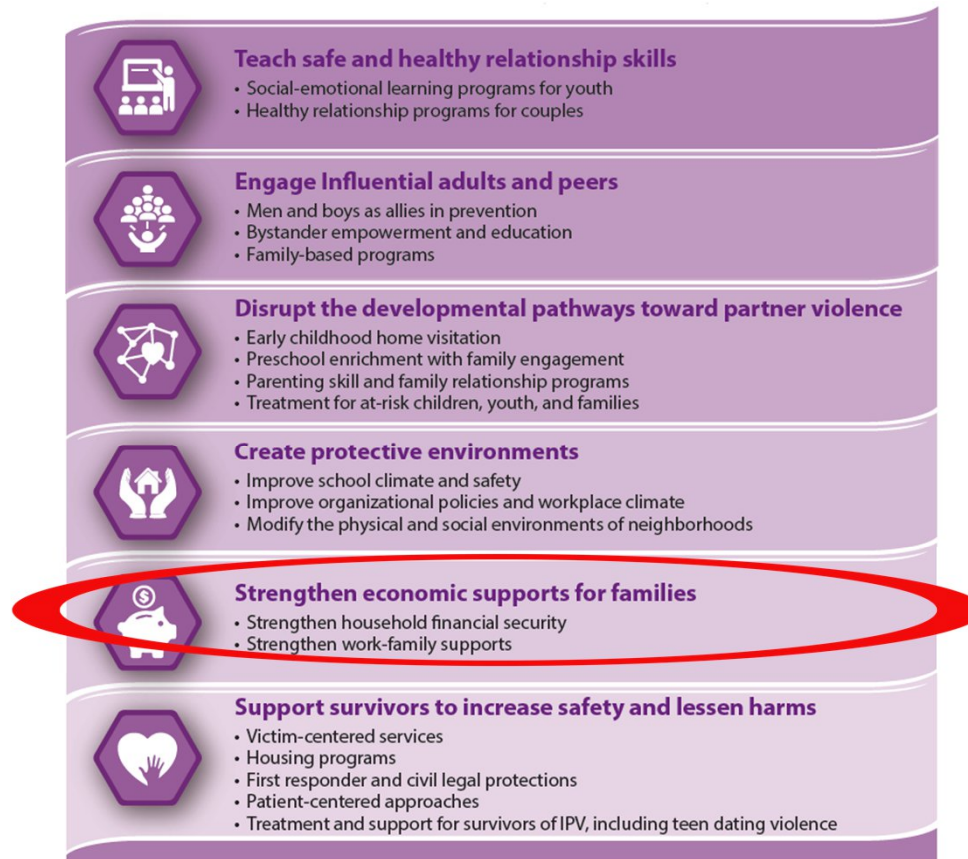 Teach safe and healthy relationship skills
• Social-emotional learning programs for youth
• Healthy relationship programs for couples
Engage Influential adults and peers
• Men and boys as allies in prevention
• Bystander empowerment and education
• Family-based programs
Disrupt the developmental pathways toward partner violence
• Early childhood home visitation
• Preschool enrichment with family engagement
• Parenting skill and family relationship programs
• Treatment for at-risk children, youth, and families
Create protective environments
• Improve school climate and safety
• Improve organizational policies and workplace climate
• Modify the physical and social environments of neighborhoods
$
Strengthen economic supports for families
• Strengthen household financial security
• Strengthen work-family supports
Support survivors to increase safety and lessen harms
• Victim-centered services
• Housing programs
• First responder and civil legal protections
• Patient-centered approaches
• Treatment and support for survivors of IPV, including teen dating violence